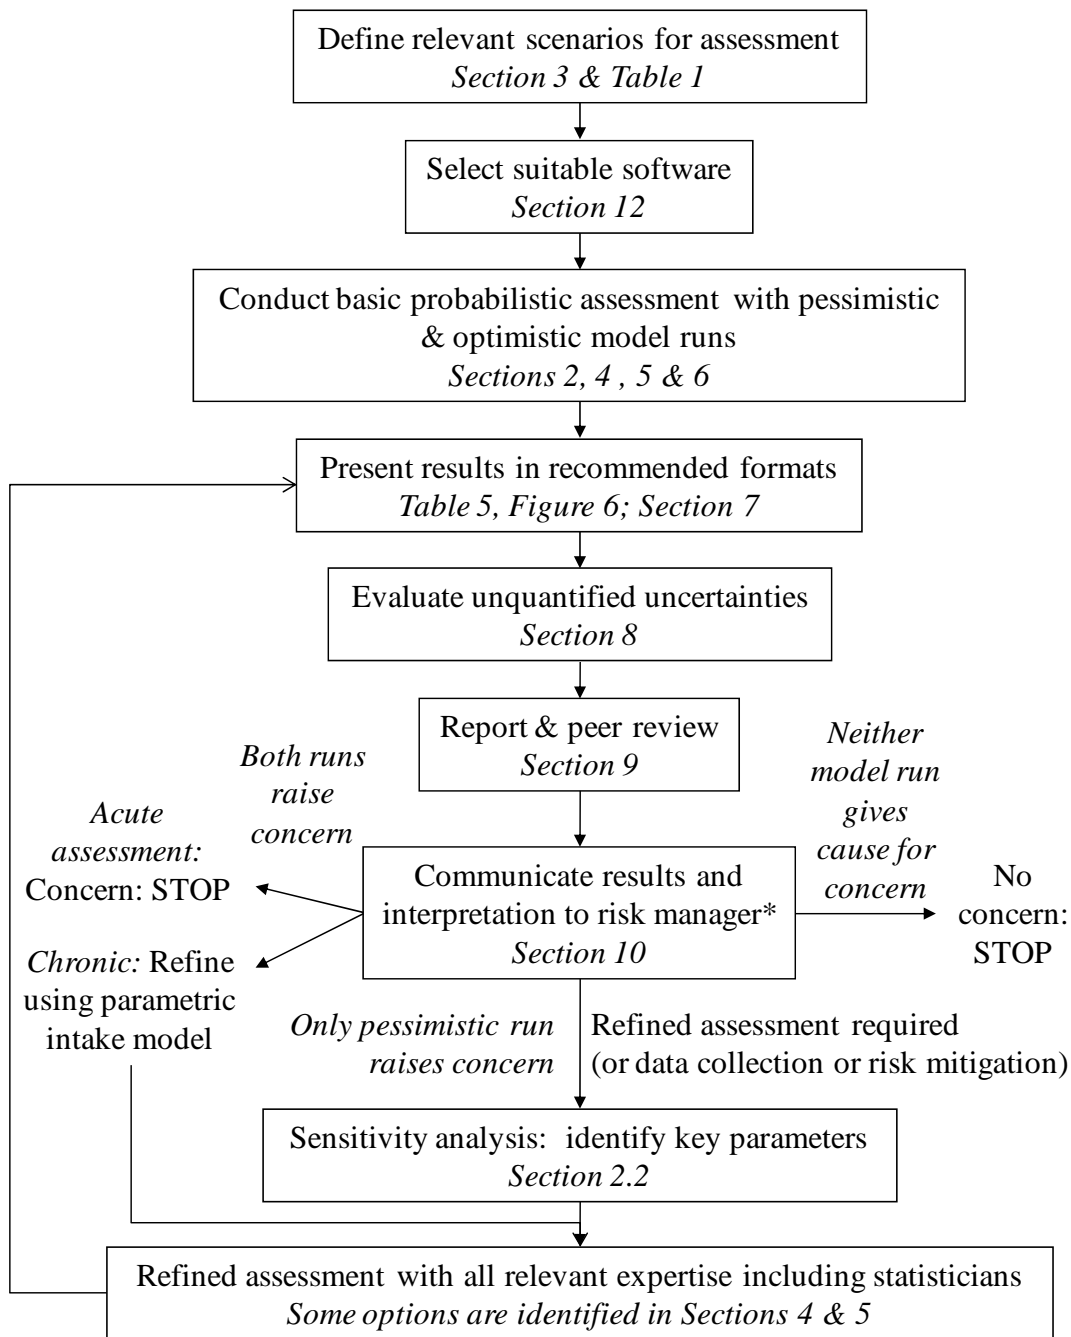 Define relevant scenarios for assessment
Section 3 & Table 1
Select suitable software
Section 12
Conduct basic probabilistic assessment with pessimistic
& optimistic model runs
Sections 2, 4 , 5 & 6
Present results in recommended formats
Table 5, Figure 6; Section 7
Evaluate unquantified uncertainties
Section 8
Report & peer review
Section 9
Both runs
raise
concern
Neither
model run
gives
cause for
concern
Acute
assessment:
Concern: STOP
Communicate results and
interpretation to risk manager*
Section 10
No
concern:
STOP
Chronic: Refine
using parametric
intake model
Only pessimistic run
raises concern
Refined assessment required
(or data collection or risk mitigation)
Sensitivity analysis: identify key parameters
Section 2.2
Refined assessment with all relevant expertise including statisticians
Some options are identified in Sections 4 & 5